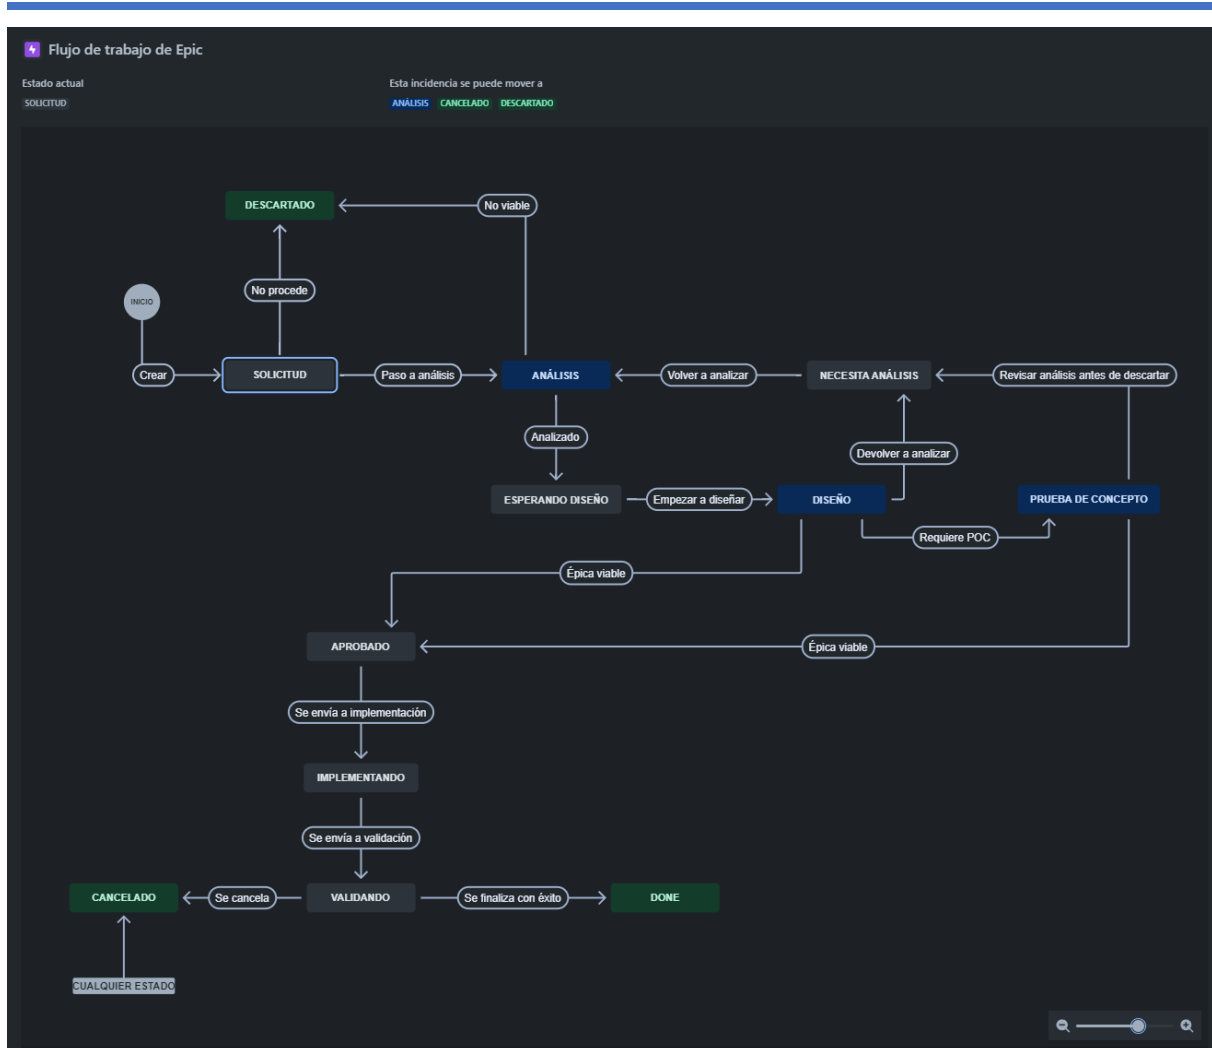 Flujo de trabajo de Epic
Estado actual
Esta incidencia se puede mover a
SOLICITUD
ANÁLISIS CANCELADO DESCARTADO
DESCARTADO
No viable
No procede
INICIO
Crear
SOLICITUD
Paso a análisis
ANÁLISIS
Volver a analizar
NECESITA ANÁLISIS
Revisar análisis antes de descartar
Analizado
Devolver a analizar
ESPERANDO DISEÑO
Empezar a diseñar
DISEÑO
PRUEBA DE CONCEPTO
Requiere POC
Épica viable
APROBADO
Épica viable
Se envía a implementación
IMPLEMENTANDO
Se envía a validación
CANCELADO
Se cancela
VALIDANDO
Se finaliza con éxito
DONE
CUALQUIER ESTADO